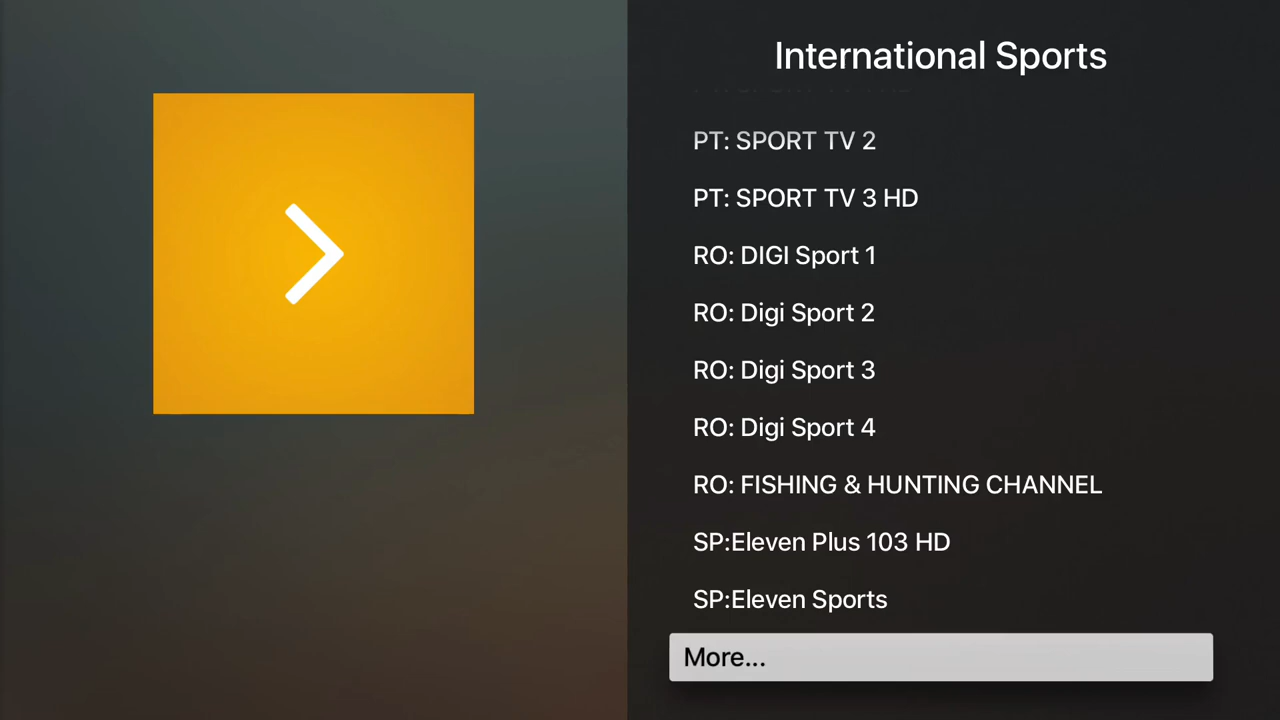 International Sports
PT: SPORT TV 2
PT: SPORT TV 3 HD
RO: DIGI Sport 1
RO: Digi Sport 2
RO: Digi Sport 3
RO: Digi Sport 4
RO: FISHING & HUNTING CHANNEL
SP:Eleven Plus 103 HD
SP:Eleven Sports
More...